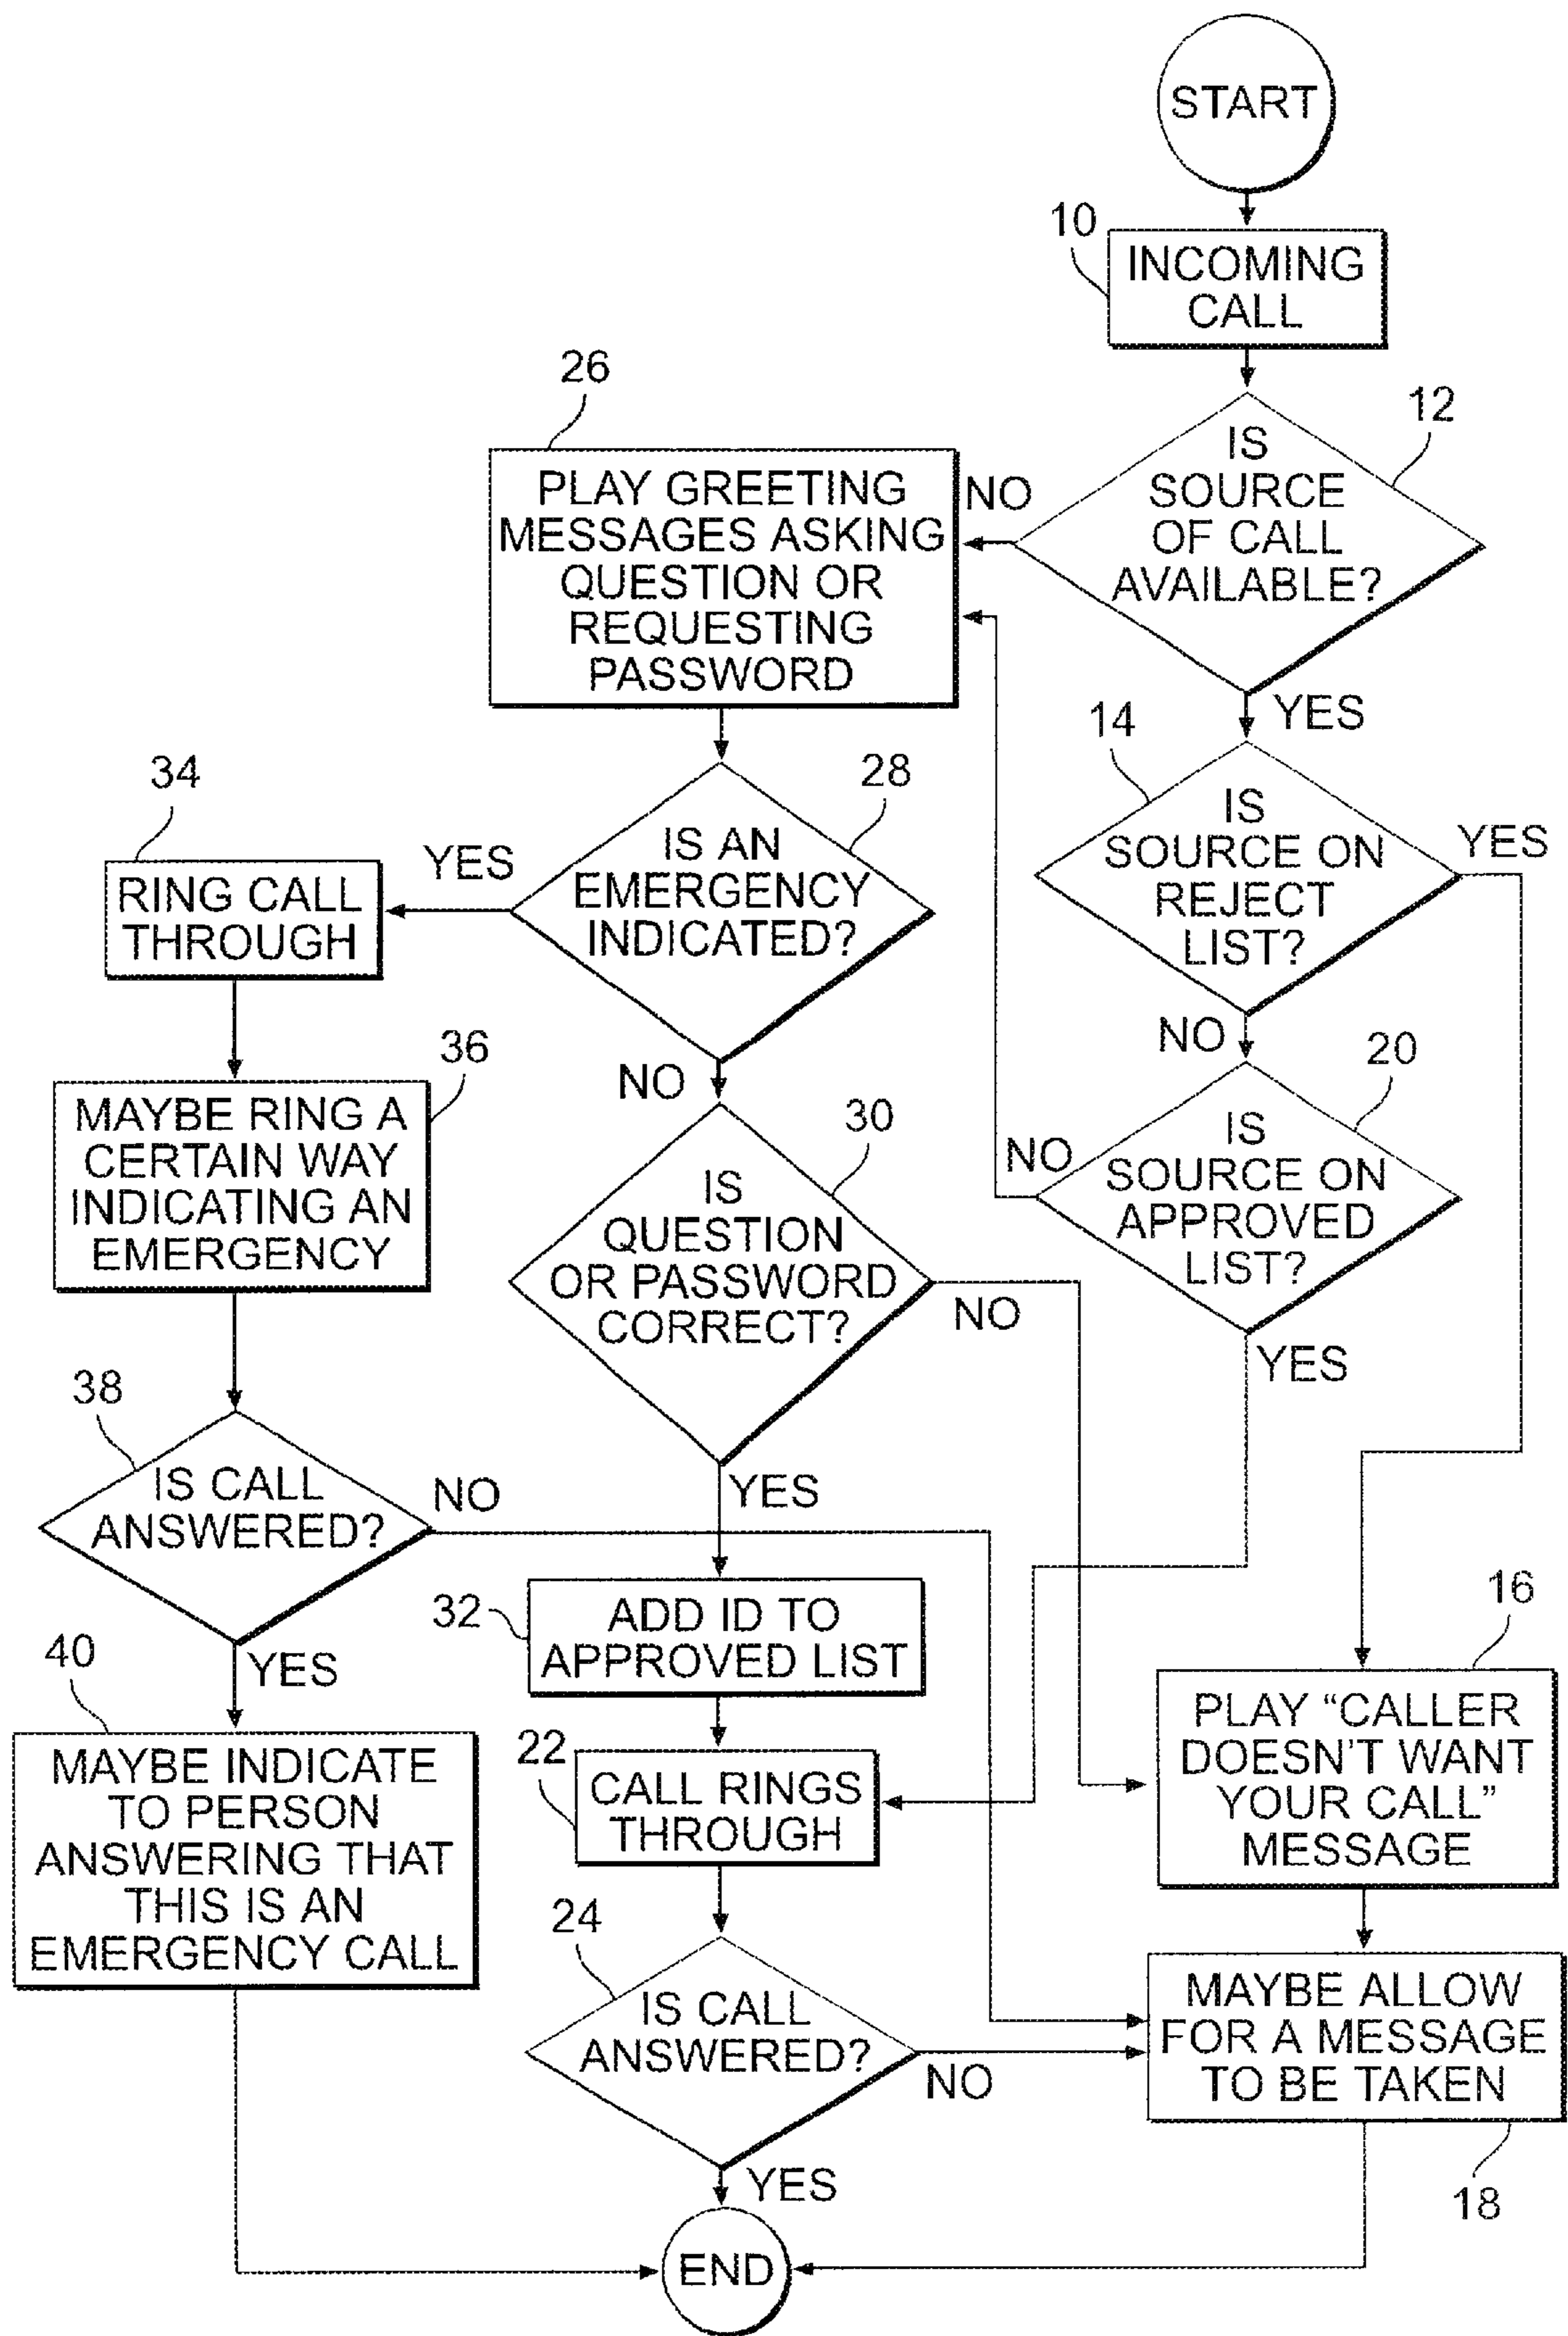 START
10
INCOMING
CALL
12
IS
SOURCE
OF CALL
AVAILABLE?
NO
YES
26
PLAY GREETING
MESSAGES ASKING
QUESTION OR
REQUESTING
PASSWORD
14
IS
SOURCE ON
REJECT
LIST?
YES
NO
28
IS AN
EMERGENCY
INDICATED?
YES
NO
34
RING CALL
THROUGH
20
IS
SOURCE ON
APPROVED
LIST?
NO
YES
36
MAYBE RING A
CERTAIN WAY
INDICATING AN
EMERGENCY
30
IS
QUESTION
OR PASSWORD
CORRECT?
NO
YES
38
IS CALL
ANSWERED?
NO
YES
32
ADD ID TO
APPROVED LIST
16
PLAY “CALLER
DOESN'T WANT
YOUR CALL”
MESSAGE
40
MAYBE INDICATE
TO PERSON
ANSWERING THAT
THIS IS AN
EMERGENCY CALL
22
CALL RINGS
THROUGH
24
IS CALL
ANSWERED?
NO
YES
MAYBE ALLOW
FOR A MESSAGE
TO BE TAKEN
18
END